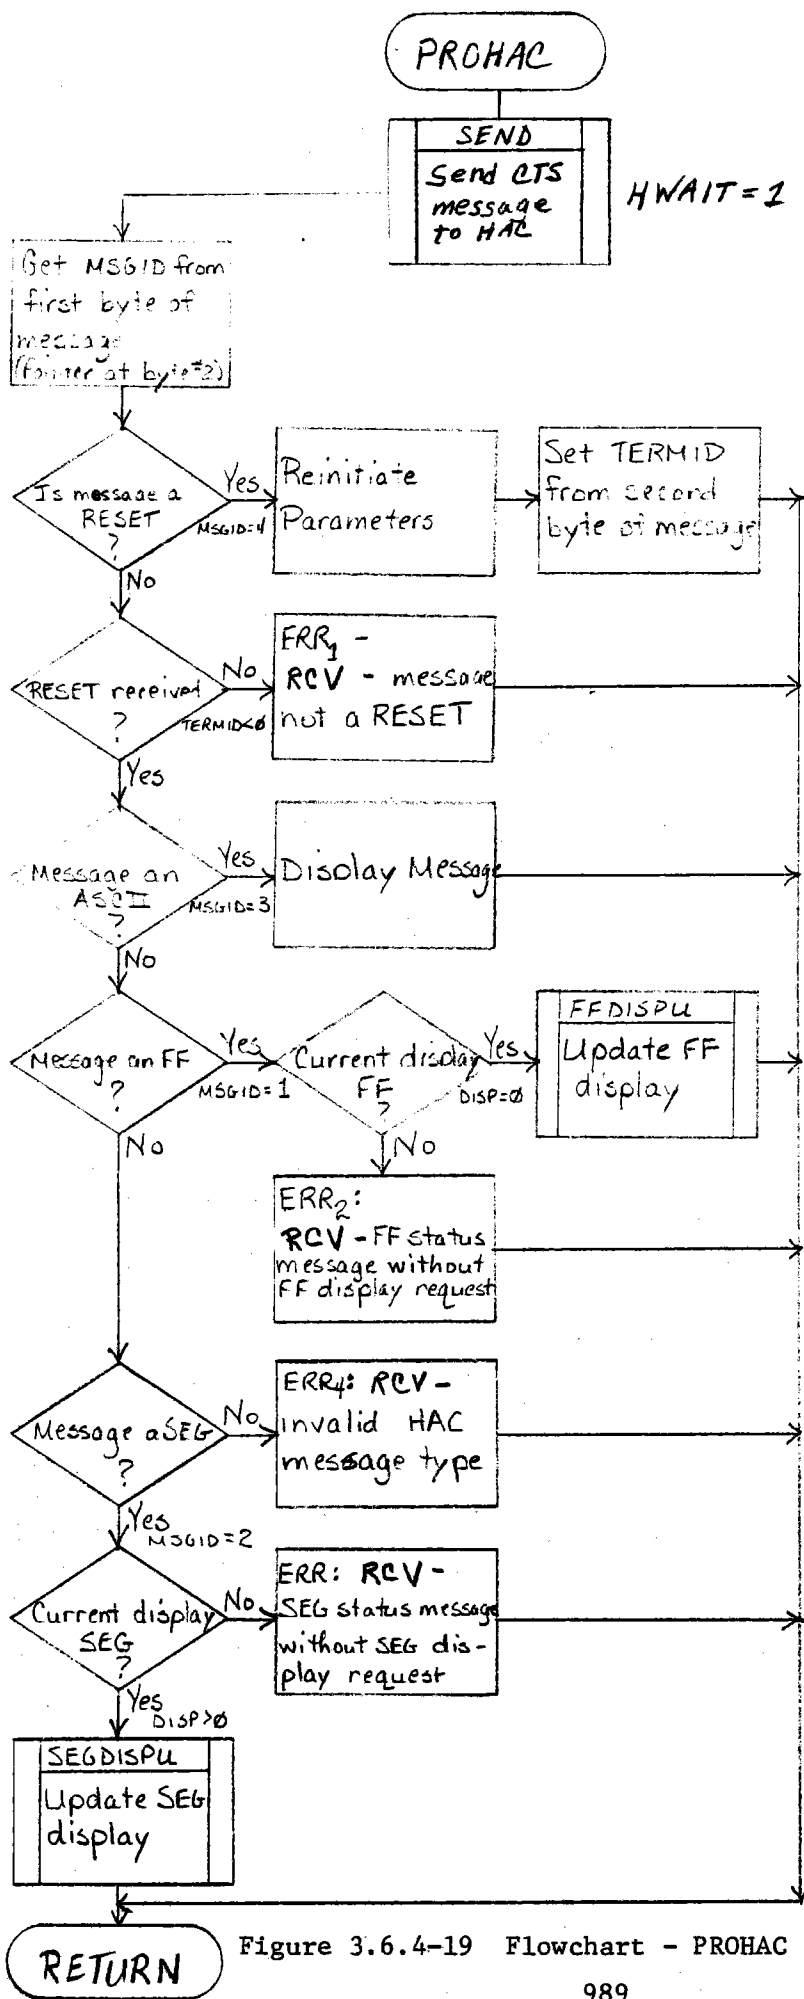 PROHAC
SEND
Send CTS
message
to HAC
HWAIT = 1
Get MSGID from
first byte of
message
(Pointer at byte #2)
Is message a
RESET
?
Yes
MSGID=4
No
Reinitiate
Parameters
Set TERMID
from second
byte of message
RESET received
?
No
TERMID<0
Yes
ERR1 -
RCV - message
not a RESET
Message an
ASCII
?
Yes
MSGID=3
No
Display Message
Message an FF
?
Yes
MSGID=1
No
Current display
FF
?
Yes
DISP=0
No
FFDISPU
Update FF
display
ERR2:
RCV - FF status
message without
FF display request
Message a SEG
?
No
Yes
MSGID=2
ERR4: RCV -
invalid HAC
message type
Current display
SEG
?
No
Yes
DISP>0
ERR: RCV -
SEG status message
without SEG dis-
play request
SEGDISPU
Update SEG
display
RETURN
Figure 3.6.4-19 Flowchart - PROHAC
989